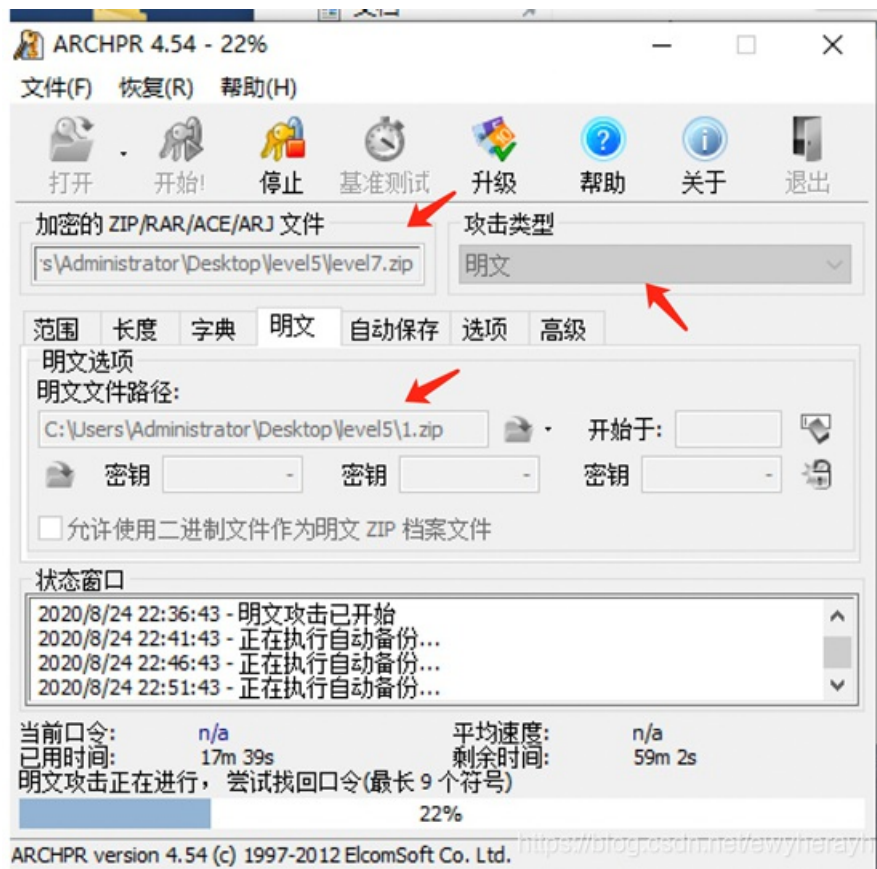 文档
ARCHPR 4.54 - 22%
文件(F) 恢复(R) 帮助(H)
打开 开始! 停止 基准测试 升级 帮助 关于 退出
加密的 ZIP/RAR/ACE/ARJ 文件 攻击类型
's\Administrator\Desktop\level5\level7.zip 明文
范围 长度 字典 明文 自动保存 选项 高级
明文选项
明文文件路径:
C:\Users\Administrator\Desktop\level5\1.zip 开始于:
密钥 - 密钥 - 密钥 -
允许使用二进制文件作为明文 ZIP 档案文件
状态窗口
2020/8/24 22:36:43 - 明文攻击已开始
2020/8/24 22:41:43 - 正在执行自动备份...
2020/8/24 22:46:43 - 正在执行自动备份...
2020/8/24 22:51:43 - 正在执行自动备份...
当前口令: n/a 平均速度: n/a
已用时间: 17m 39s 剩余时间: 59m 2s
明文攻击正在进行，尝试找回口令(最长 9 个符号)
22%
ARCHPR version 4.54 (c) 1997-2012 ElcomSoft Co. Ltd.
https://blog.csdn.net/ewyherayh